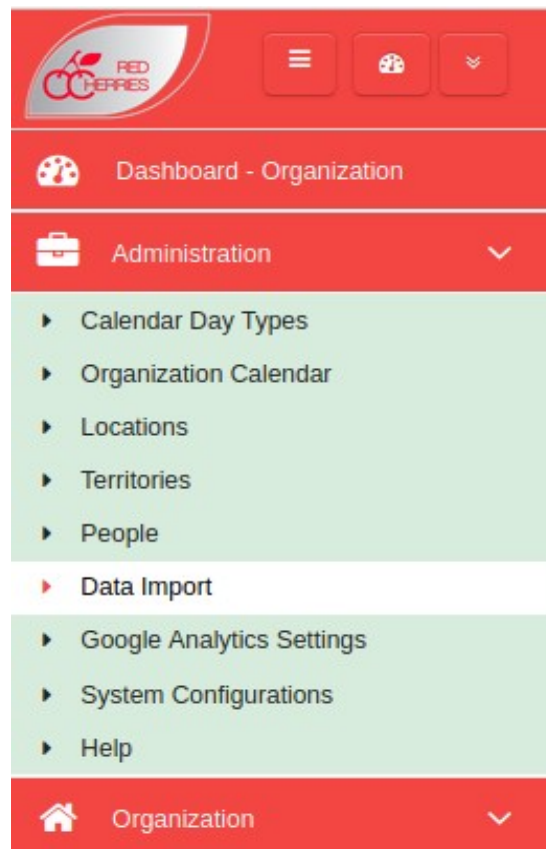 RED
CHERRIES
Dashboard - Organization
Administration
Calendar Day Types
Organization Calendar
Locations
Territories
People
Data Import
Google Analytics Settings
System Configurations
Help
Organization